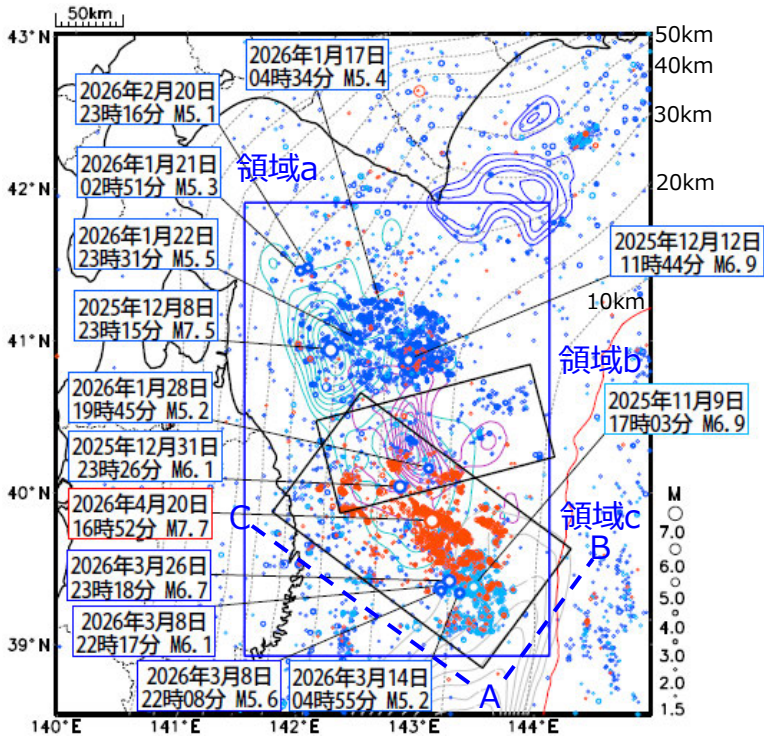 50km
43°N
50km
40km
30km
20km
10km
2026年1月17日
04時34分 M5.4
2026年2月20日
23時16分 M5.1
領域a
2026年1月21日
02時51分 M5.3
42°N
2026年1月22日
23時31分 M5.5
2025年12月12日
11時44分 M6.9
2025年12月8日
23時15分 M7.5
41°N
領域b
2026年1月28日
19時45分 M5.2
2025年11月9日
17時03分 M6.9
2025年12月31日
23時26分 M6.1
40°N
2026年4月20日
16時52分 M7.7
C
領域c
B
M
7.0
6.0
5.0
4.0
3.0
2.0
1.5
2026年3月26日
23時18分 M6.7
2026年3月8日
22時17分 M6.1
39°N
2026年3月8日
22時08分 M5.6
2026年3月14日
04時55分 M5.2
A
140°E
141°E
142°E
143°E
144°E